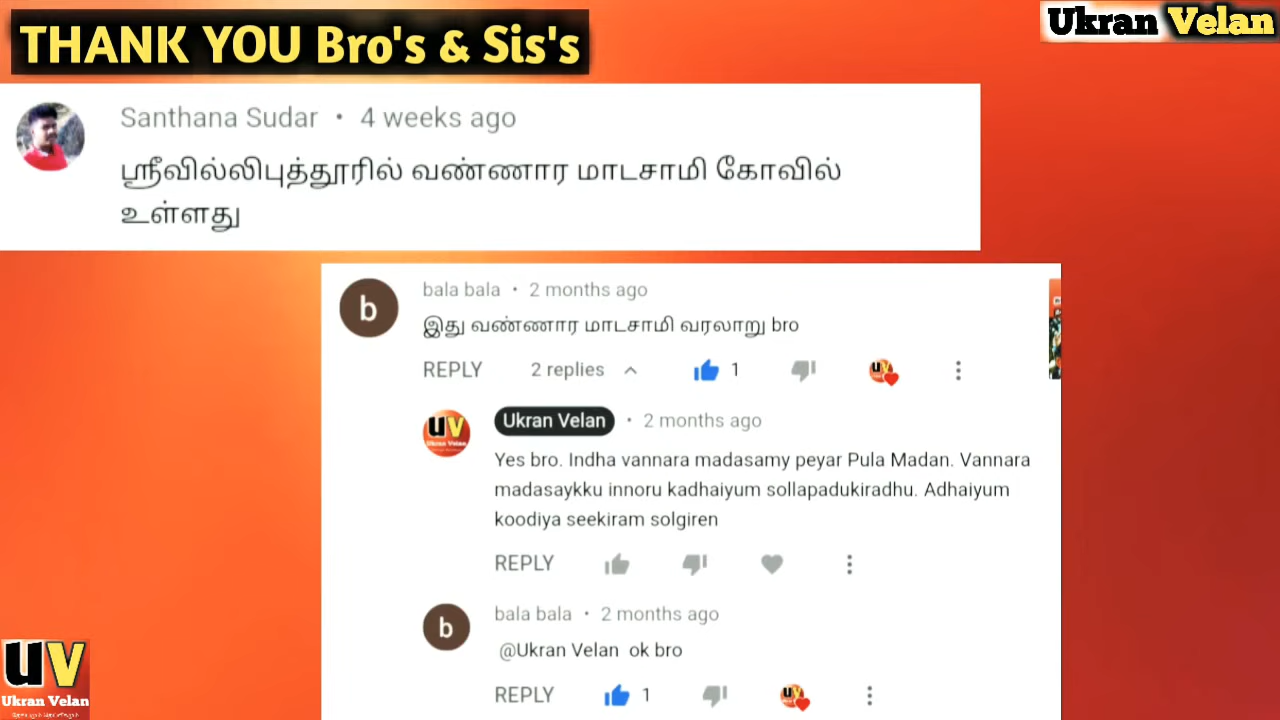 THANK YOU Bro's & Sis's
Ukran Velan
Santhana Sudar • 4 weeks ago
ஸ்ரீவில்லிபுத்தூரில் வண்ணார மாடசாமி கோவில்
உள்ளது
b
bala bala • 2 months ago
இது வண்ணார மாடசாமி வரலாறு bro
REPLY 2 replies 1
UV
Ukran Velan • 2 months ago
Yes bro. Indha vannara madasamy peyar Pula Madan. Vannara
madasaykku innoru kadhaiyum sollapadukiradhu. Adhaiyum
koodiya seekiram solgiren
REPLY
b
bala bala • 2 months ago
@Ukran Velan ok bro
REPLY 1
UV
Ukran Velan